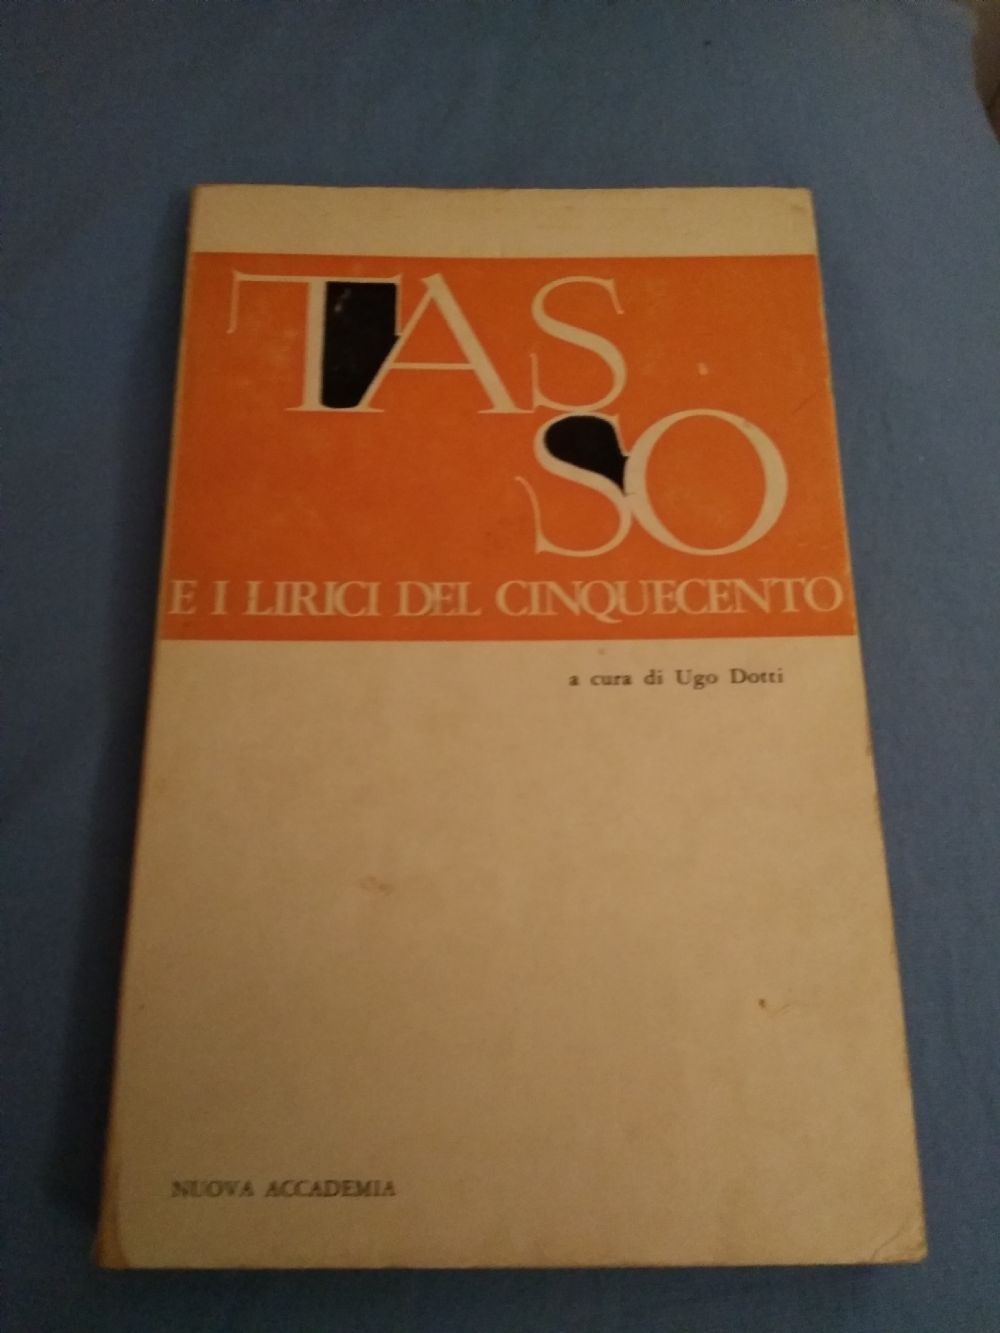 TAS
SO
E I LIRICI DEL CINQUECENTO
a cura di Ugo Dotti
NUOVA ACCADEMIA